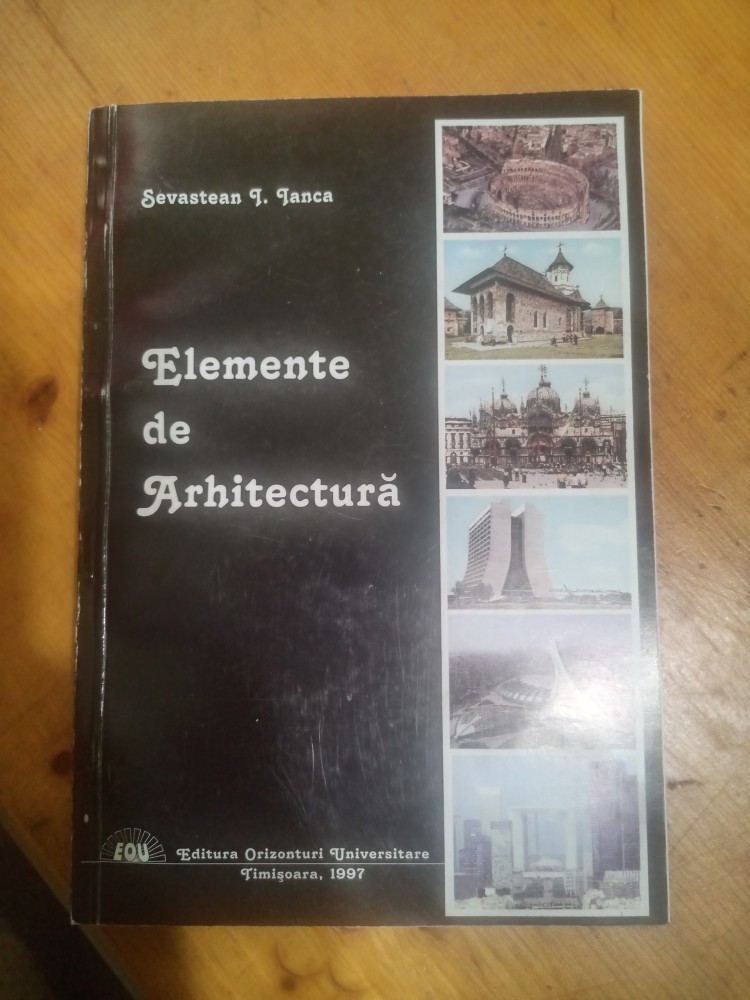 Sevastean I. Ianca
Elemente
de
Arhitectură
EOU
Editura Orizonturi Universitare
Timişoara, 1997